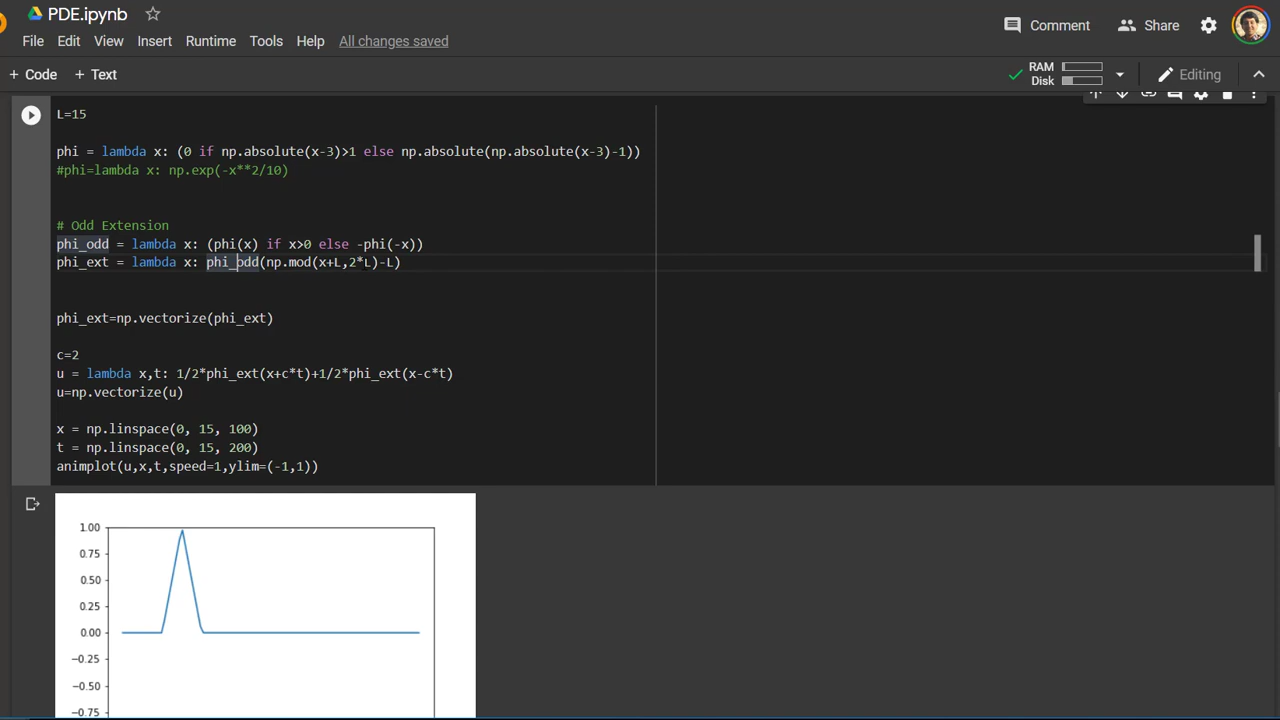 PDE.ipynb
Comment
Share
File Edit View Insert Runtime Tools Help All changes saved
+ Code + Text
RAM
Disk
Editing
L=15
phi = lambda x: (0 if np.absolute(x-3)>1 else np.absolute(np.absolute(x-3)-1))
#phi=lambda x: np.exp(-x**2/10)
# Odd Extension
phi_odd = lambda x: (phi(x) if x>0 else -phi(-x))
phi_ext = lambda x: phi_odd(np.mod(x+L,2*L)-L)
phi_ext=np.vectorize(phi_ext)
c=2
u = lambda x,t: 1/2*phi_ext(x+c*t)+1/2*phi_ext(x-c*t)
u=np.vectorize(u)
x = np.linspace(0, 15, 100)
t = np.linspace(0, 15, 200)
animplot(u,x,t,speed=1,ylim=(-1,1))
1.00
0.75
0.50
0.25
0.00
−0.25
−0.50
−0.75